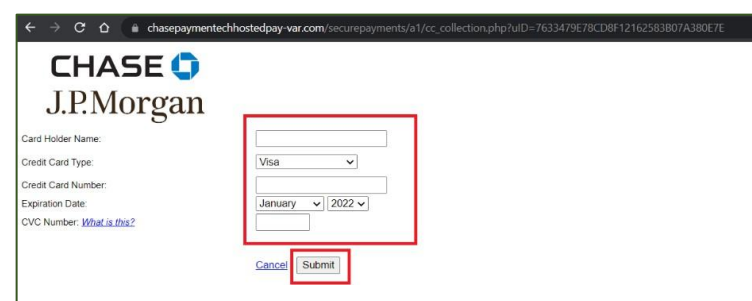 chasepaymentechhostedpay-var.com/securepayments/a1/cc_collection.php?uID=7633479E78CD8F12162583B07A380E7E
CHASE
J.P.Morgan
Card Holder Name:
Credit Card Type: Visa
Credit Card Number:
Expiration Date: January 2022
CVC Number: What is this?
Cancel Submit